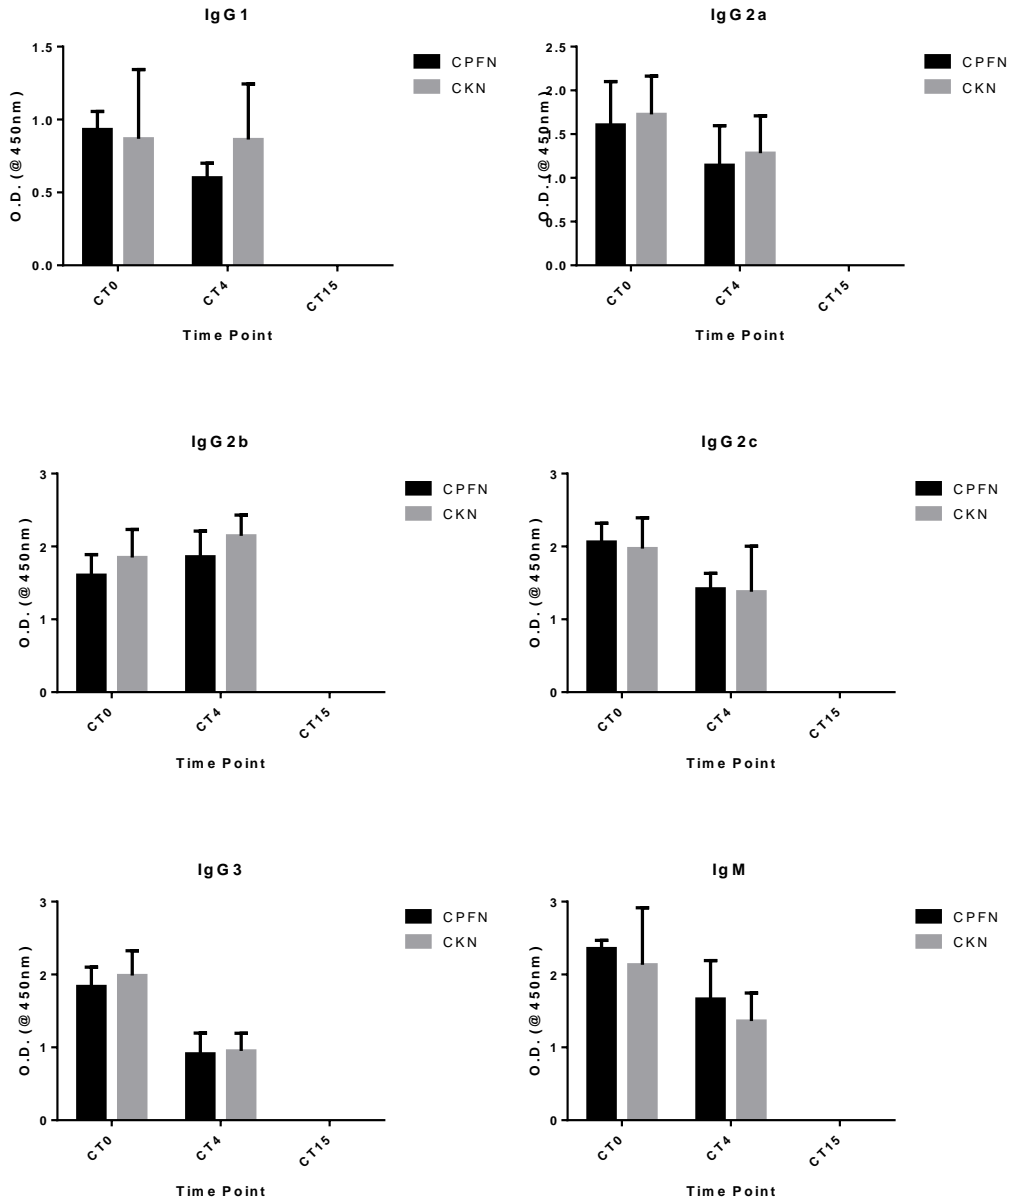 IgG1
1.5
1.0
0.5
0.0
O.D. (@450nm)
CT0
CT4
CT15
Time Point
CPFN
CKN
IgG2a
2.5
2.0
1.5
1.0
0.5
0.0
O.D. (@450nm)
CT0
CT4
CT15
Time Point
CPFN
CKN
IgG2b
3
2
1
0
O.D. (@450nm)
CT0
CT4
CT15
Time Point
CPFN
CKN
IgG2c
3
2
1
0
O.D. (@450nm)
CT0
CT4
CT15
Time Point
CPFN
CKN
IgG3
3
2
1
0
O.D. (@450nm)
CT0
CT4
CT15
Time Point
CPFN
CKN
IgM
3
2
1
0
O.D. (@450nm)
CT0
CT4
CT15
Time Point
CPFN
CKN